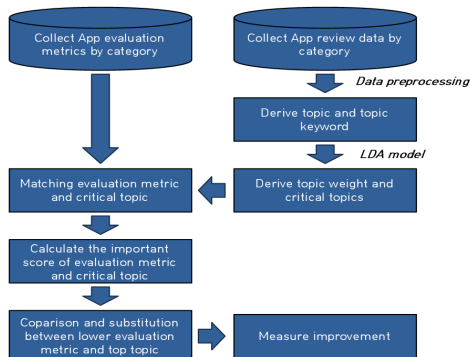 Collect App evaluation
metrics by category
Collect App review data by
category
Data preprocessing
Derive topic and topic
keyword
LDA model
Matching evaluation metric
and critical topic
Derive topic weight and
critical topics
Calculate the important
score of evaluation metric
and critical topic
Coparison and substitution
between lower evaluation
metric and top topic
Measure improvement